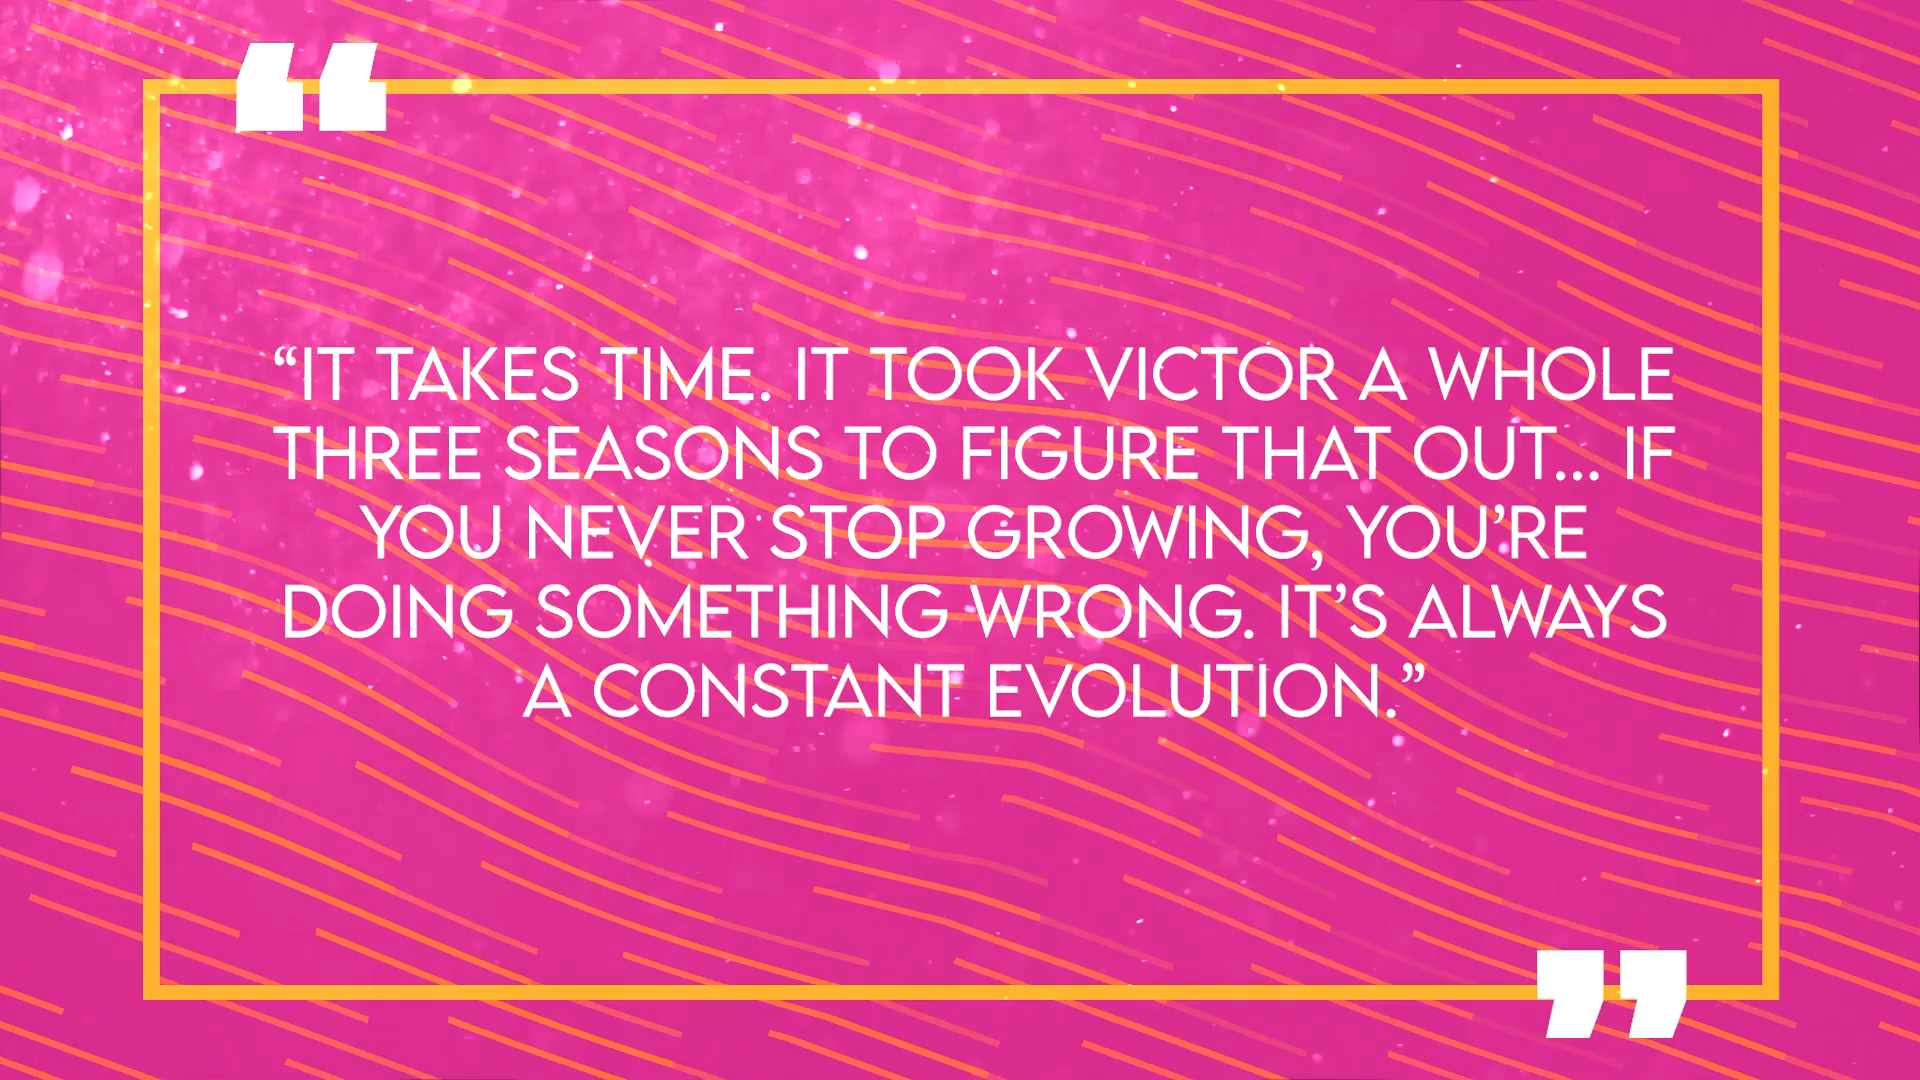 “IT TAKES TIME. IT TOOK VICTOR A WHOLE
THREE SEASONS TO FIGURE THAT OUT... IF
YOU NEVER STOP GROWING, YOU’RE
DOING SOMETHING WRONG. IT’S ALWAYS
A CONSTANT EVOLUTION.”